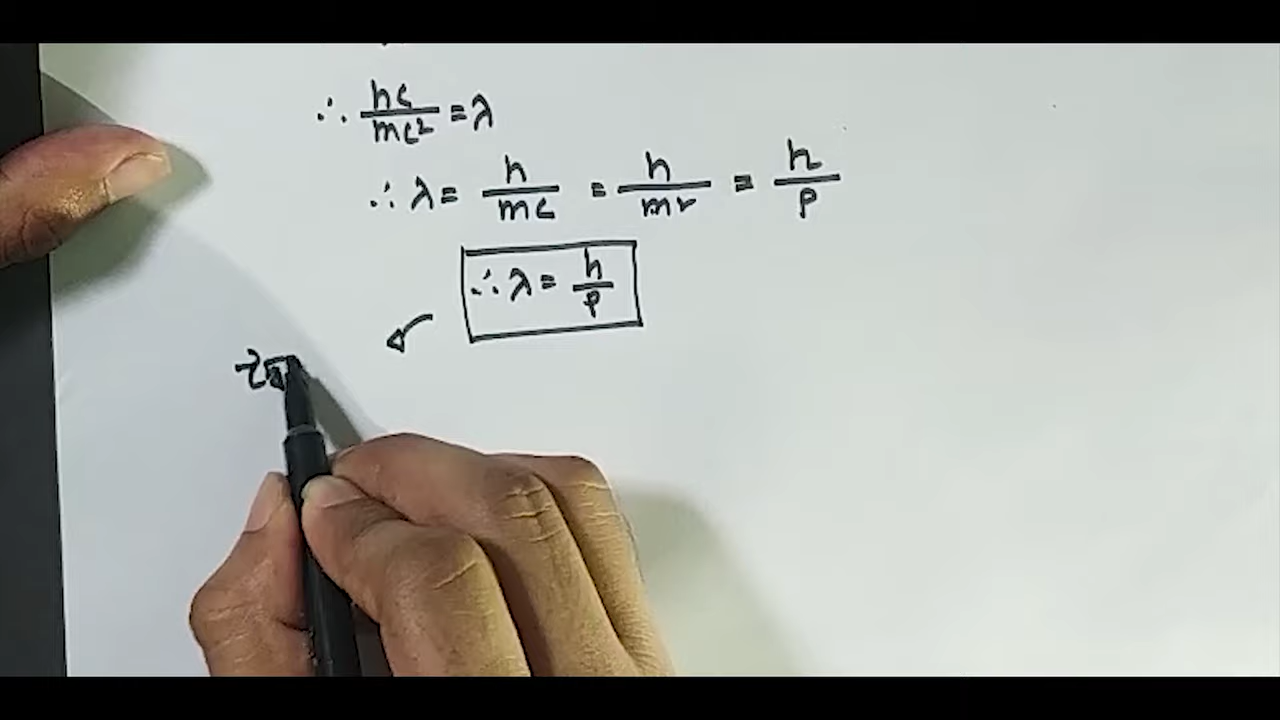 ∴ hc/mc² = λ
∴ λ = h/mc = h/mv = h/p
∴ λ = h/p